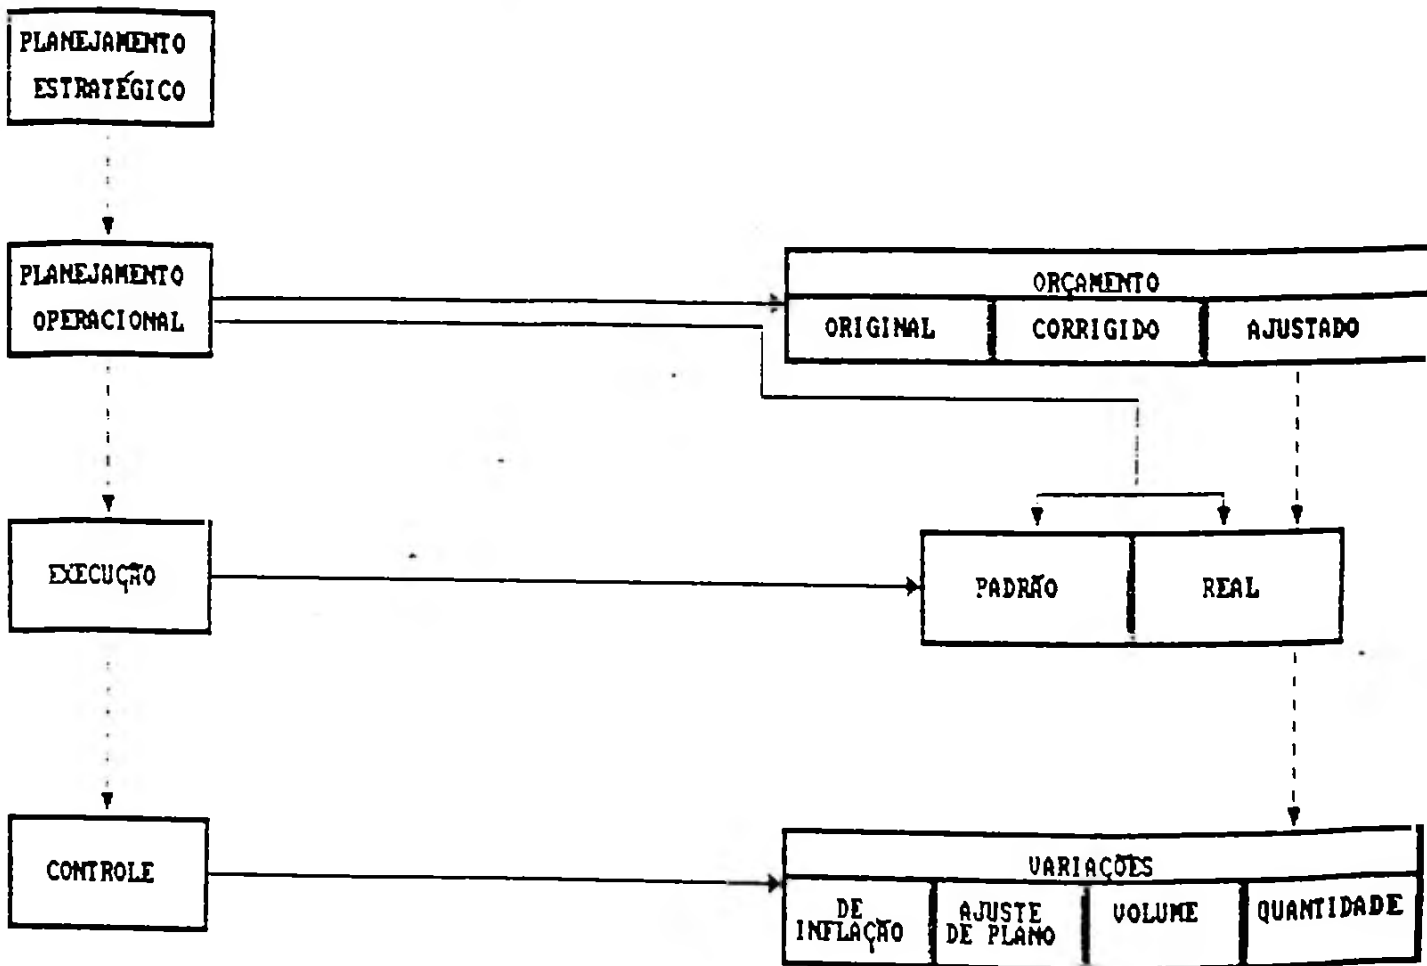 PLANEJAMENTO
ESTRATÉGICO
PLANEJAMENTO
OPERACIONAL
ORÇAMENTO
ORIGINAL
CORRIGIDO
AJUSTADO
EXECUÇÃO
PADRÃO
REAL
CONTROLE
VARIAÇÕES
DE
INFLAÇÃO
AJUSTE
DE PLANO
VOLUME
QUANTIDADE